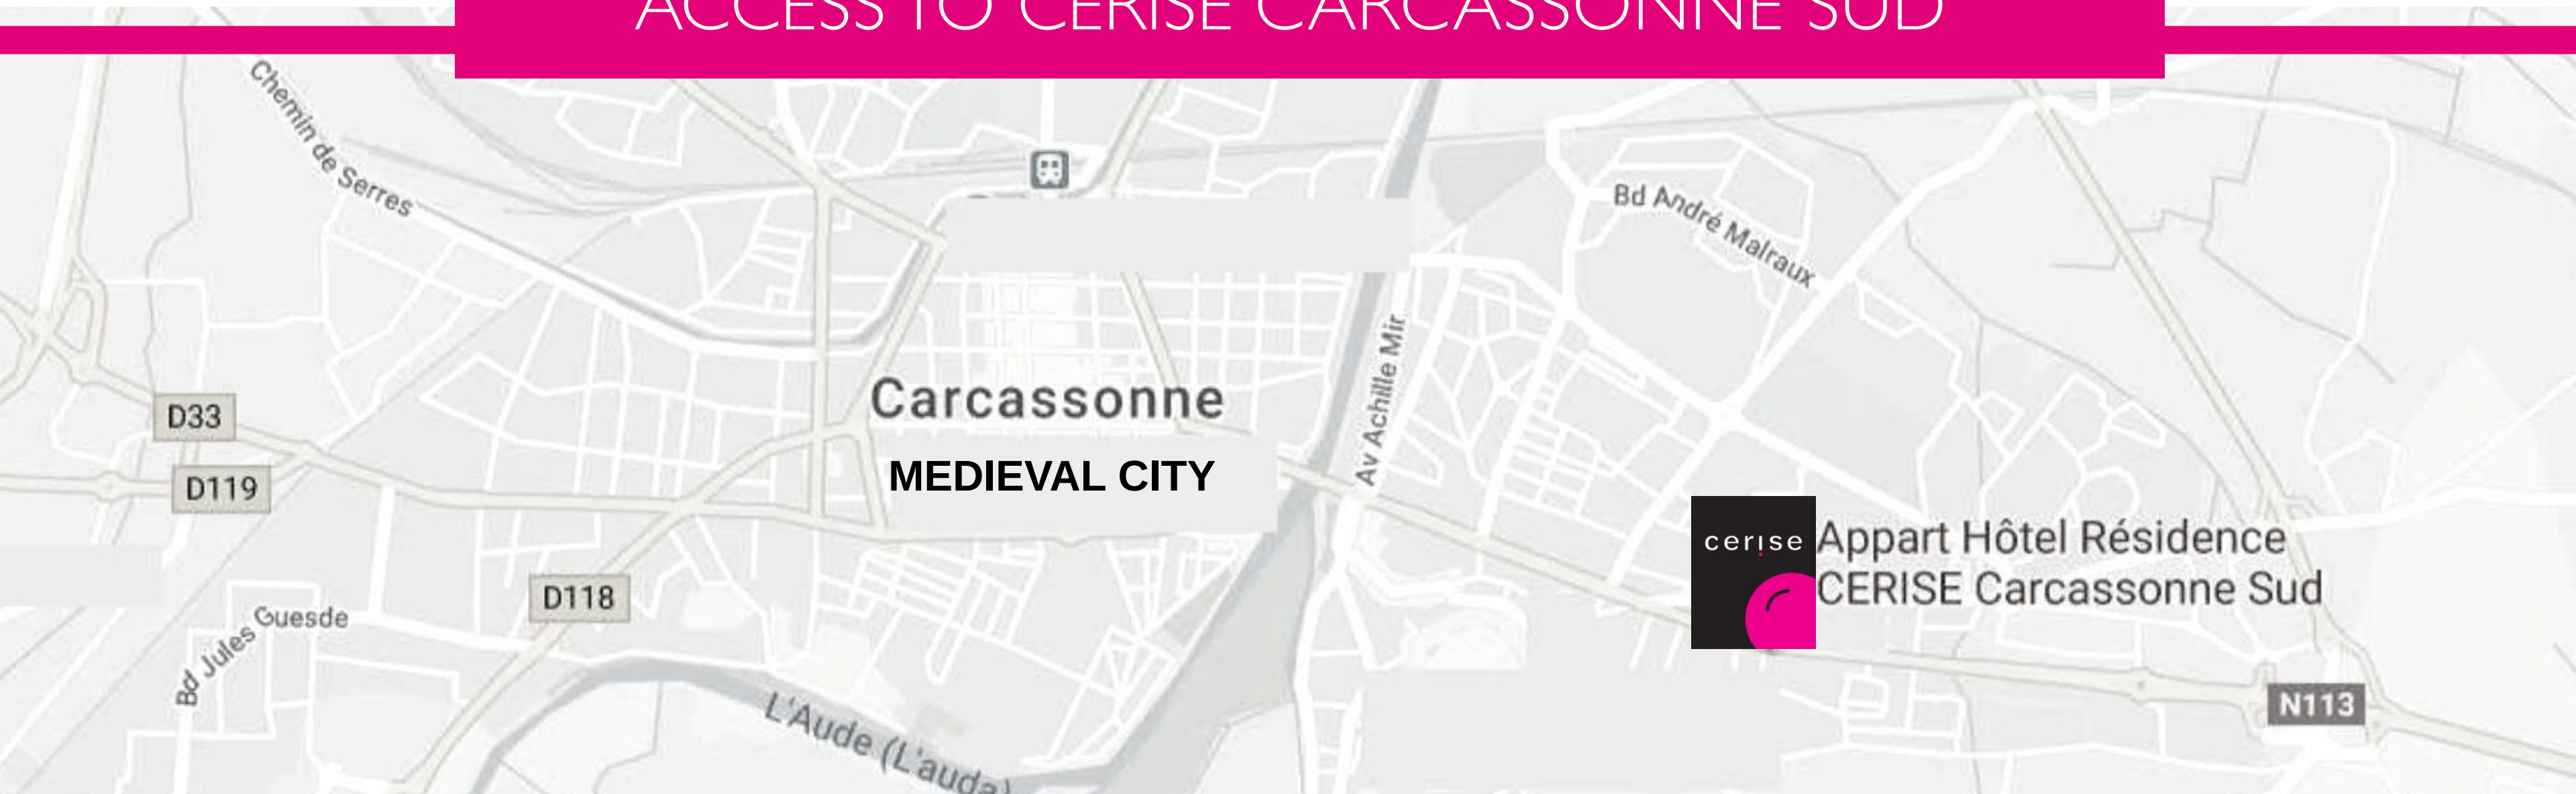 ACCESS TO CERISE CARCASSONNE SUD
Chemin de Serres
Bd André Malraux
Av Achille Mir
Carcassonne
D33
MEDIEVAL CITY
D119
cerise
Appart Hôtel Résidence
CERISE Carcassonne Sud
D118
Bd Jules Guesde
N113
L'Aude (L'auda)